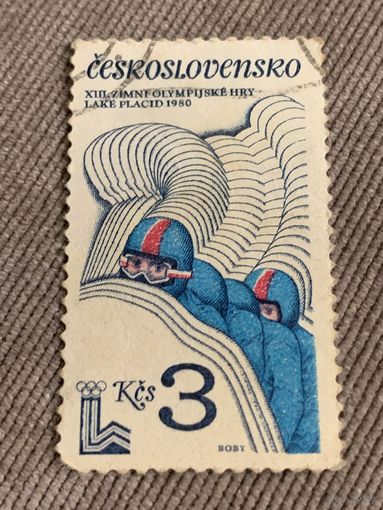 československo
XIII. ZIMNÍ OLYMPIJSKÉ HRY
LAKE PLACID 1980
Kčs 3
BOBY